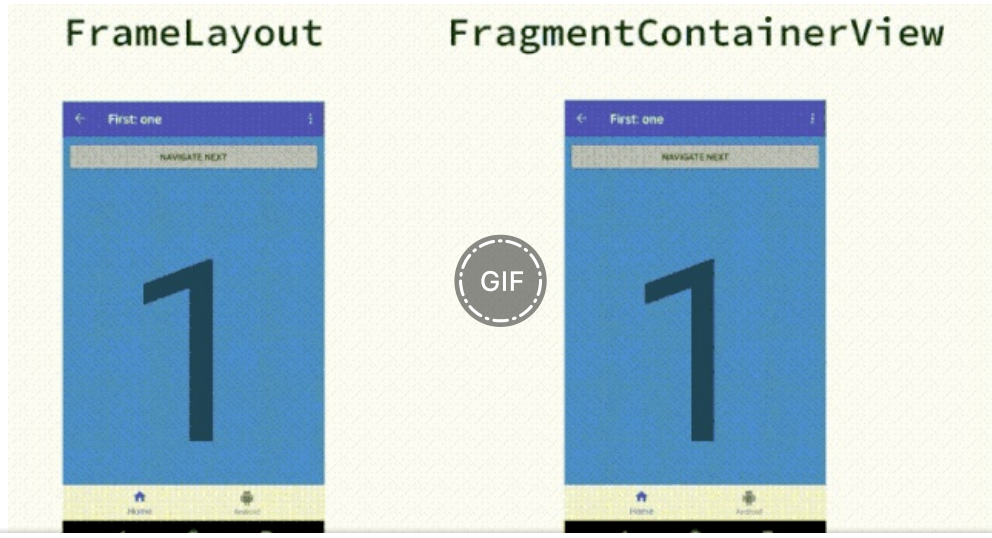 FrameLayout
FragmentContainerView
First: one
First: one
NAVIGATE NEXT
NAVIGATE NEXT
1
GIF
1
Home
Android
Home
Android